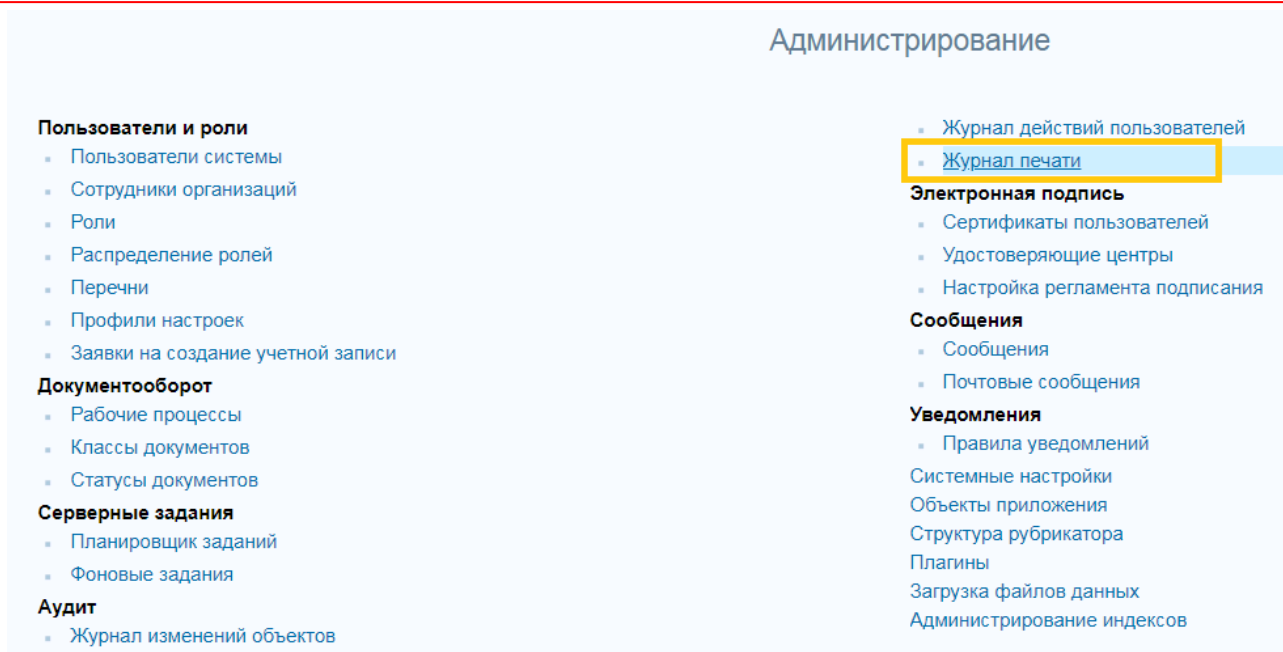 Администрирование
Пользователи и роли
Пользователи системы
Сотрудники организаций
Роли
Распределение ролей
Перечни
Профили настроек
Заявки на создание учетной записи
Документооборот
Рабочие процессы
Классы документов
Статусы документов
Серверные задания
Планировщик заданий
Фоновые задания
Аудит
Журнал изменений объектов
Журнал действий пользователей
Журнал печати
Электронная подпись
Сертификаты пользователей
Удостоверяющие центры
Настройка регламента подписания
Сообщения
Сообщения
Почтовые сообщения
Уведомления
Правила уведомлений
Системные настройки
Объекты приложения
Структура рубрикатора
Плагины
Загрузка файлов данных
Администрирование индексов